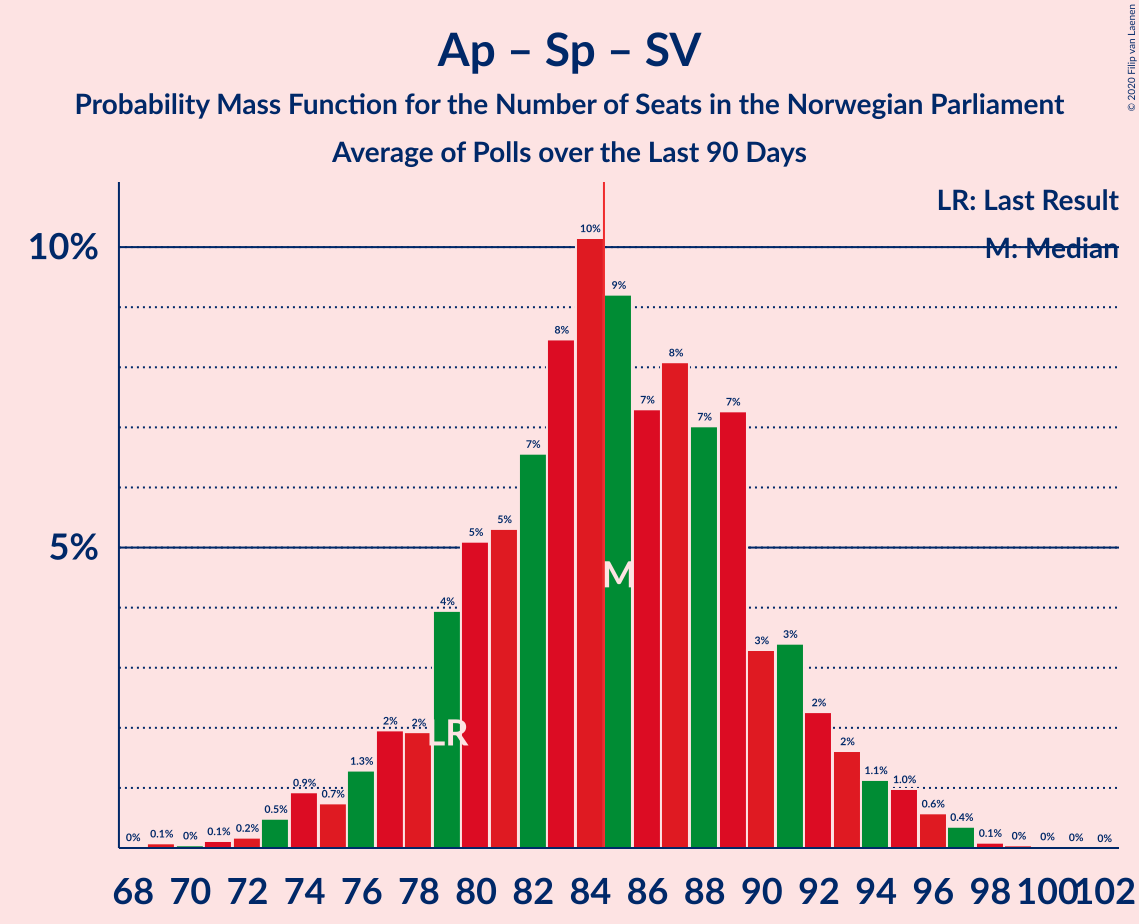 Ap – Sp – SV
Probability Mass Function for the Number of Seats in the Norwegian Parliament
Average of Polls over the Last 90 Days
© 2020 Filip van Laenen
LR: Last Result
M: Median
10%
5%
0% 0.1% 0% 0.1% 0.2% 0.5% 0.9% 0.7% 1.3% 2% 2% 4% 5% 5% 7% 8% 10% 9% 7% 8% 7% 7% 3% 3% 2% 2% 1.1% 1.0% 0.6% 0.4% 0.1% 0% 0% 0% 0%
M
LR
68 70 72 74 76 78 80 82 84 86 88 90 92 94 96 98 100 102